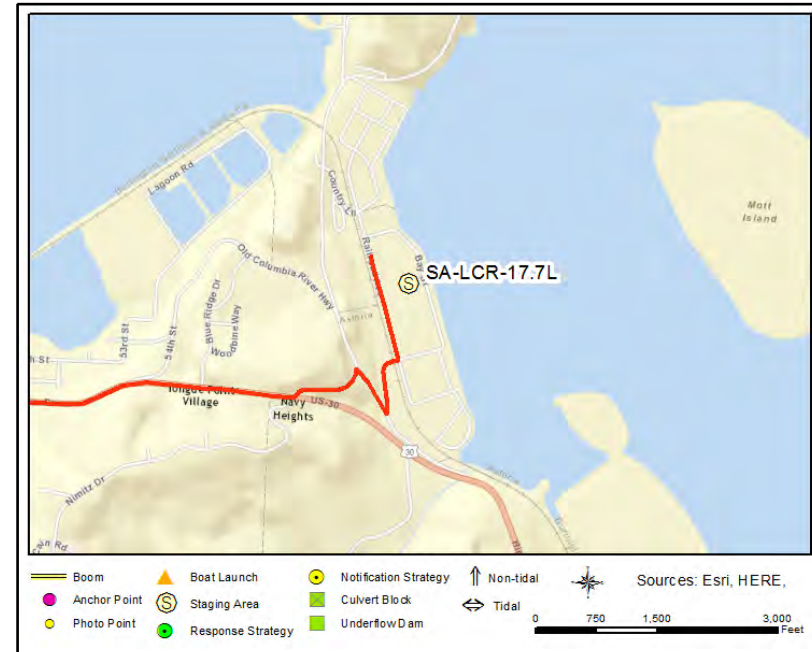 Lagoon Rd
Country Ln
Mott
Island
SA-LCR-17.7L
Old Columbia River Hwy
Blue Ridge Dr
Astoria
53rd St
54th St
Woodbine Way
h St
Village
Navy
Heights
US-30
30
Nimitz Dr
Rd
Boom
Boat Launch
Notification Strategy
Non-tidal
Sources: Esri, HERE,
Anchor Point
S Staging Area
Culvert Block
Tidal
Photo Point
Response Strategy
Underflow Dam
0 750 1,500 3,000
Feet